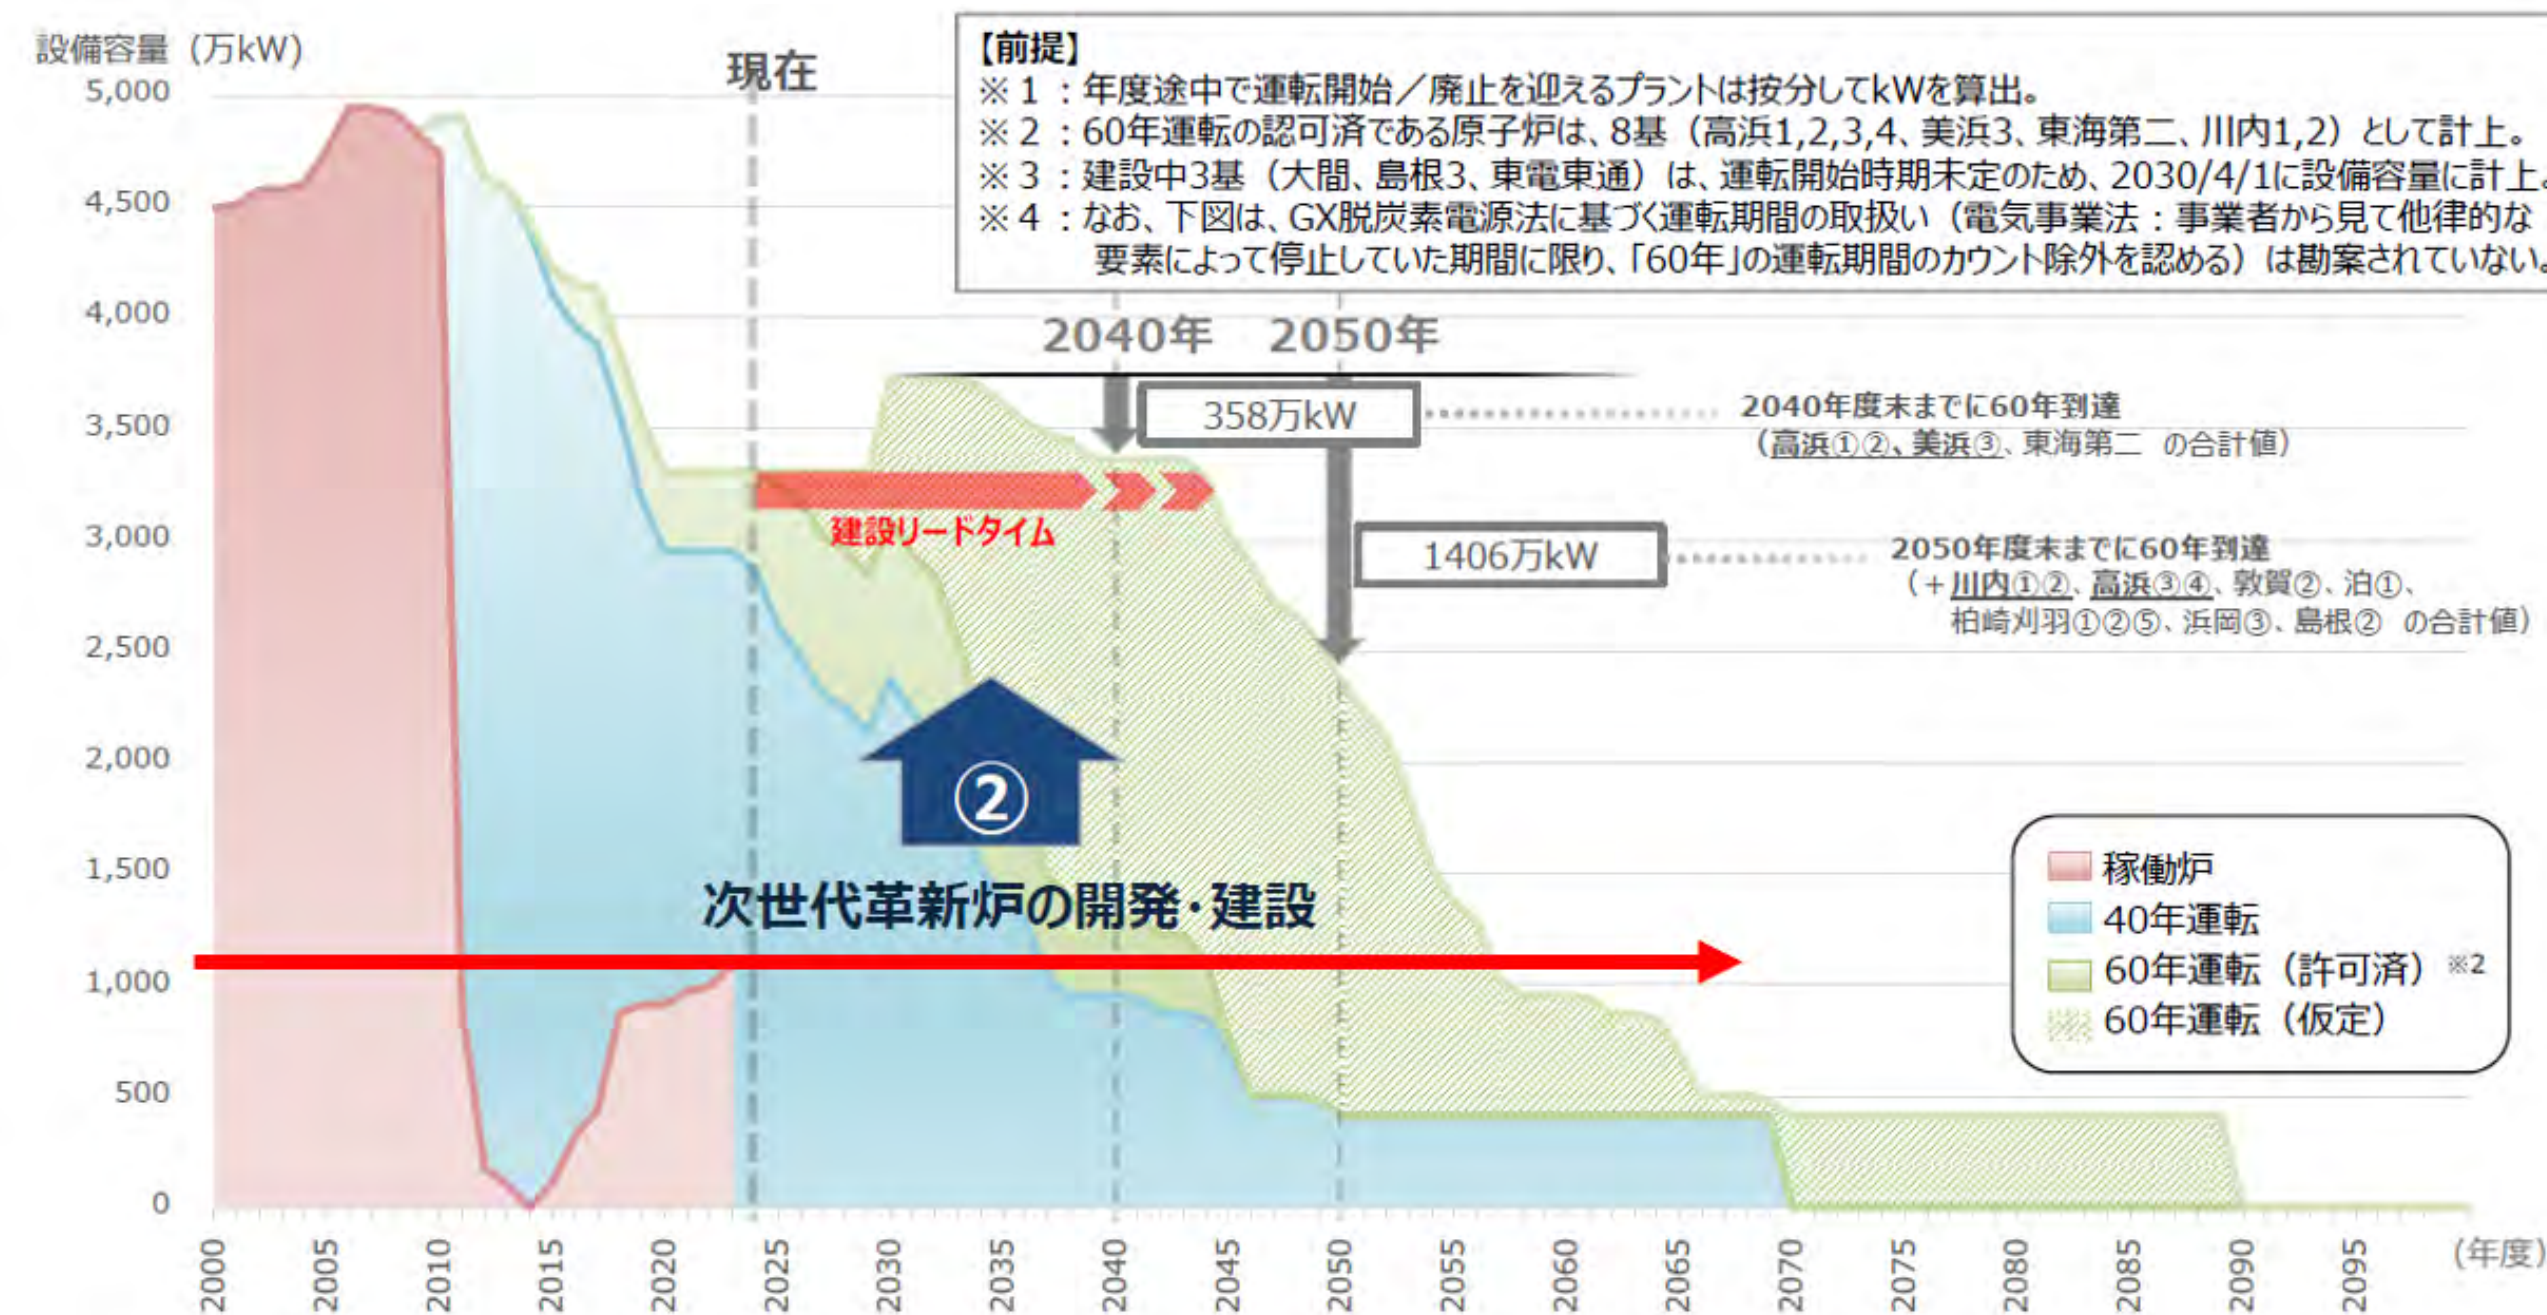 設備容量（万kW)
現在
【前提】
※１：年度途中で運転開始／廃止を迎えるプラントは按分してkWを算出。
※２：60年運転の認可済である原子炉は、8基（高浜1,2,3,4、美浜3、東海第二、川内1,2）として計上。
※３：建設中3基（大間、島根3、東電東通）は、運転開始時期未定のため、2030/4/1に設備容量に計上。
※４：なお、下図は、GX脱炭素電源法に基づく運転期間の取扱い（電気事業法：事業者から見て他律的な
要素によって停止していた期間に限り、「60年」の運転期間のカウント除外を認める）は勘案されていない。
5,000
4,500
4,000
3,500
3,000
2,500
2,000
1,500
1,000
500
0
2040年 2050年
358万kW
2040年度末までに60年到達
（高浜①②、美浜③、東海第二 の合計値）
建設リードタイム
1406万kW
2050年度末までに60年到達
（＋川内①②、高浜③④、敦賀②、泊①、
柏崎刈羽①②⑤、浜岡③、島根② の合計値）
②
次世代革新炉の開発・建設
稼働炉
40年運転
60年運転（許可済）※2
60年運転（仮定）
2000 2005 2010 2015 2020 2025 2030 2035 2040 2045 2050 2055 2060 2065 2070 2075 2080 2085 2090 2095 （年度）